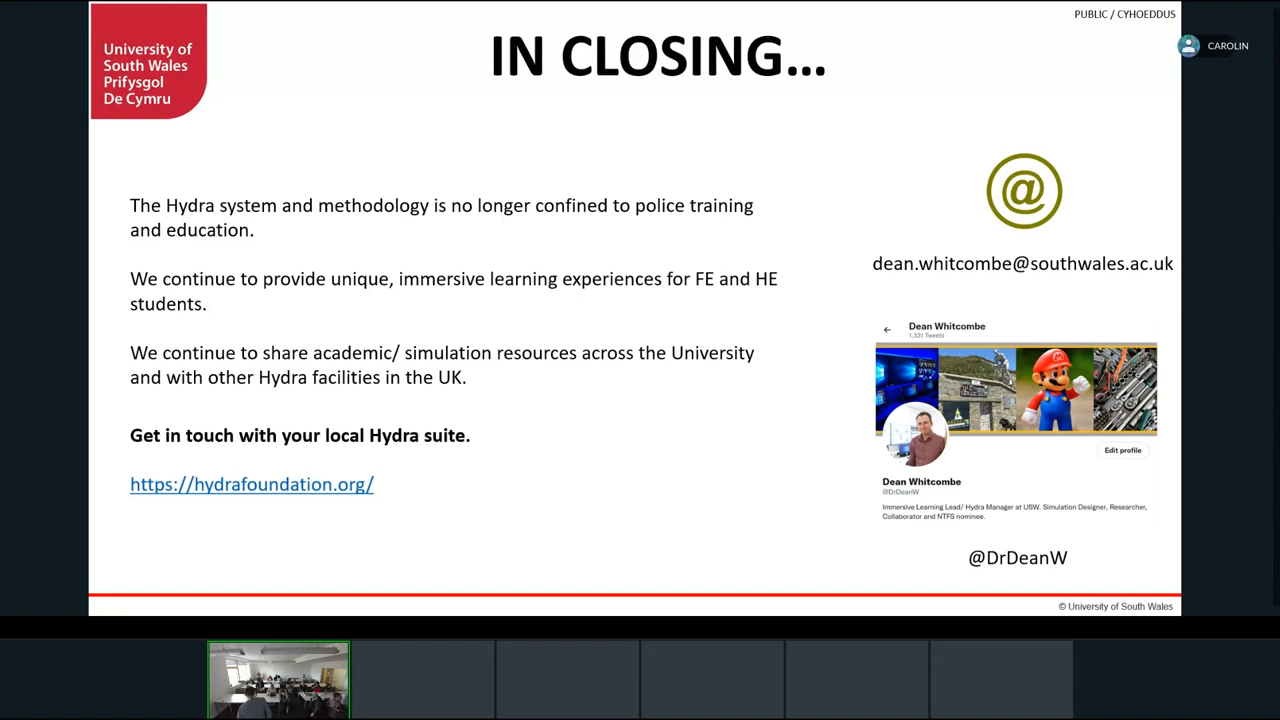 PUBLIC / CYHOEDDUS
CAROLIN
University of
South Wales
Prifysgol
De Cymru
IN CLOSING...
The Hydra system and methodology is no longer confined to police training
and education.
We continue to provide unique, immersive learning experiences for FE and HE
students.
We continue to share academic/ simulation resources across the University
and with other Hydra facilities in the UK.
Get in touch with your local Hydra suite.
https://hydrafoundation.org/
@
dean.whitcombe@southwales.ac.uk
Dean Whitcombe
1,331 Tweets
Edit profile
Dean Whitcombe
@DrDeanW
Immersive Learning Lead/ Hydra Manager at USW. Simulation Designer, Researcher,
Collaborator and NTFS nominee.
@DrDeanW
© University of South Wales